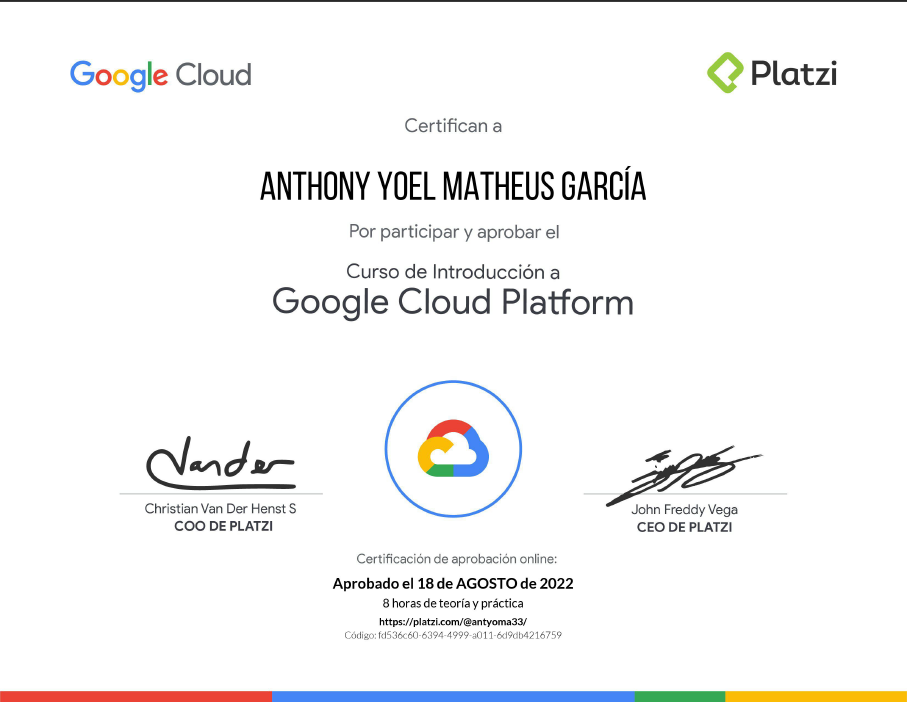 Google Cloud
Platzi
Certifican a
ANTHONY YOEL MATHEUS GARCÍA
Por participar y aprobar el
Curso de Introducción a
Google Cloud Platform
Vander
Christian Van Der Henst S
COO DE PLATZI
John Freddy Vega
CEO DE PLATZI
Certificación de aprobación online:
Aprobado el 18 de AGOSTO de 2022
8 horas de teoría y práctica
https://platzi.com/@antyoma33/
Código: fd536c60-6394-4999-a011-6d9db4216759